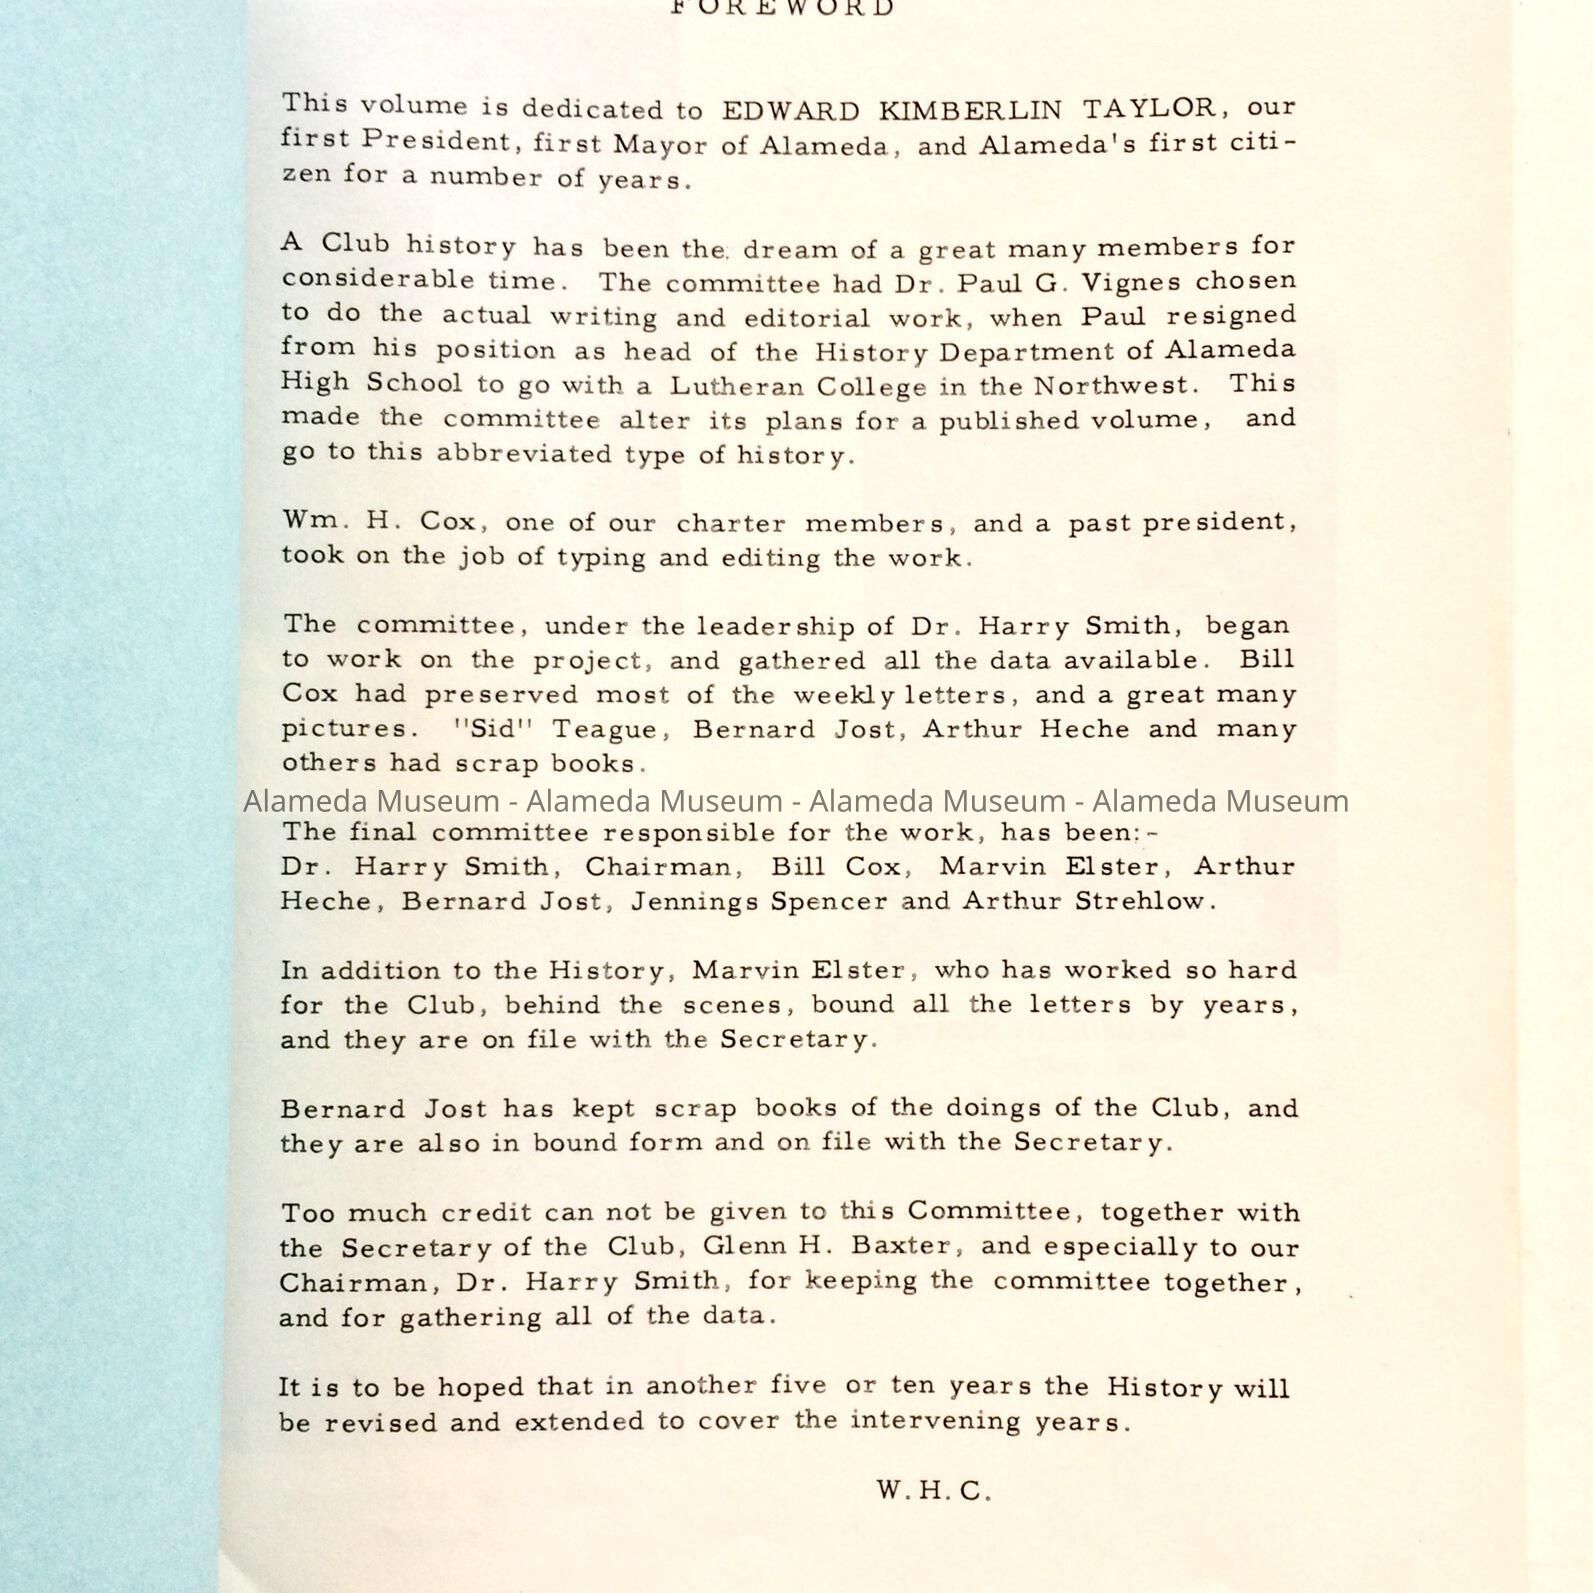 FOREWORD
This volume is dedicated to EDWARD KIMBERLIN TAYLOR, our
first President, first Mayor of Alameda, and Alameda's first citi-
zen for a number of years.
A Club history has been the dream of a great many members for
considerable time. The committee had Dr. Paul G. Vignes chosen
to do the actual writing and editorial work, when Paul resigned
from his position as head of the History Department of Alameda
High School to go with a Lutheran College in the Northwest. This
made the committee alter its plans for a published volume, and
go to this abbreviated type of history.
Wm. H. Cox, one of our charter members, and a past president,
took on the job of typing and editing the work.
The committee, under the leadership of Dr. Harry Smith, began
to work on the project, and gathered all the data available. Bill
Cox had preserved most of the weekly letters, and a great many
pictures. "Sid" Teague, Bernard Jost, Arthur Heche and many
others had scrap books.
Alameda Museum - Alameda Museum - Alameda Museum - Alameda Museum
The final committee responsible for the work, has been:-
Dr. Harry Smith, Chairman, Bill Cox, Marvin Elster, Arthur
Heche, Bernard Jost, Jennings Spencer and Arthur Strehlow.
In addition to the History, Marvin Elster, who has worked so hard
for the Club, behind the scenes, bound all the letters by years,
and they are on file with the Secretary.
Bernard Jost has kept scrap books of the doings of the Club, and
they are also in bound form and on file with the Secretary.
Too much credit can not be given to this Committee, together with
the Secretary of the Club, Glenn H. Baxter, and especially to our
Chairman, Dr. Harry Smith, for keeping the committee together,
and for gathering all of the data.
It is to be hoped that in another five or ten years the History will
be revised and extended to cover the intervening years.
W.H.C.